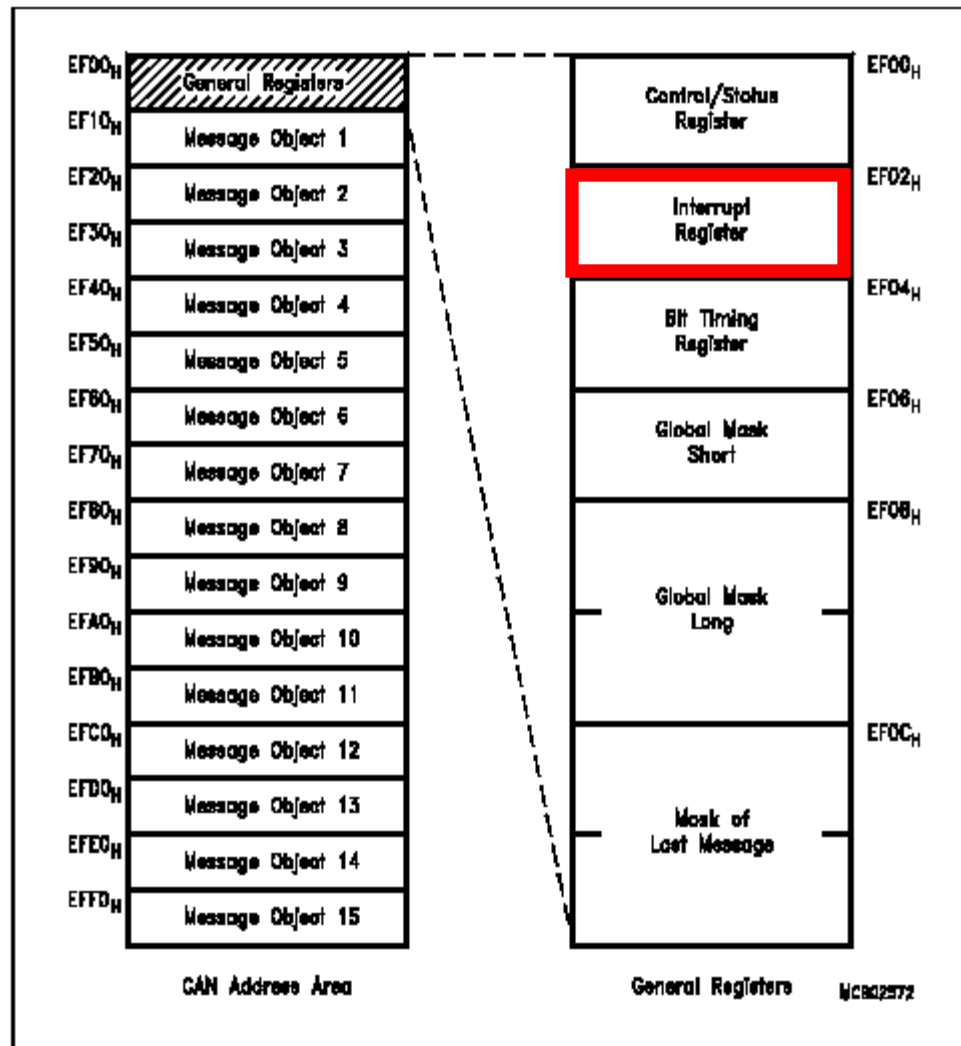 EF00H
General Registers
EF10H
Message Object 1
EF20H
Message Object 2
EF30H
Message Object 3
EF40H
Message Object 4
EF50H
Message Object 5
EF60H
Message Object 6
EF70H
Message Object 7
EF80H
Message Object 8
EF90H
Message Object 9
EFA0H
Message Object 10
EFB0H
Message Object 11
EFC0H
Message Object 12
EFD0H
Message Object 13
EFE0H
Message Object 14
EFF0H
Message Object 15
CAN Address Area
EF00H
Control/Status
Register
EF02H
Interrupt
Register
EF04H
Bit Timing
Register
EF06H
Global Mask
Short
EF08H
Global Mask
Long
EF0CH
Mask of
Last Message
General Registers
MCB02972